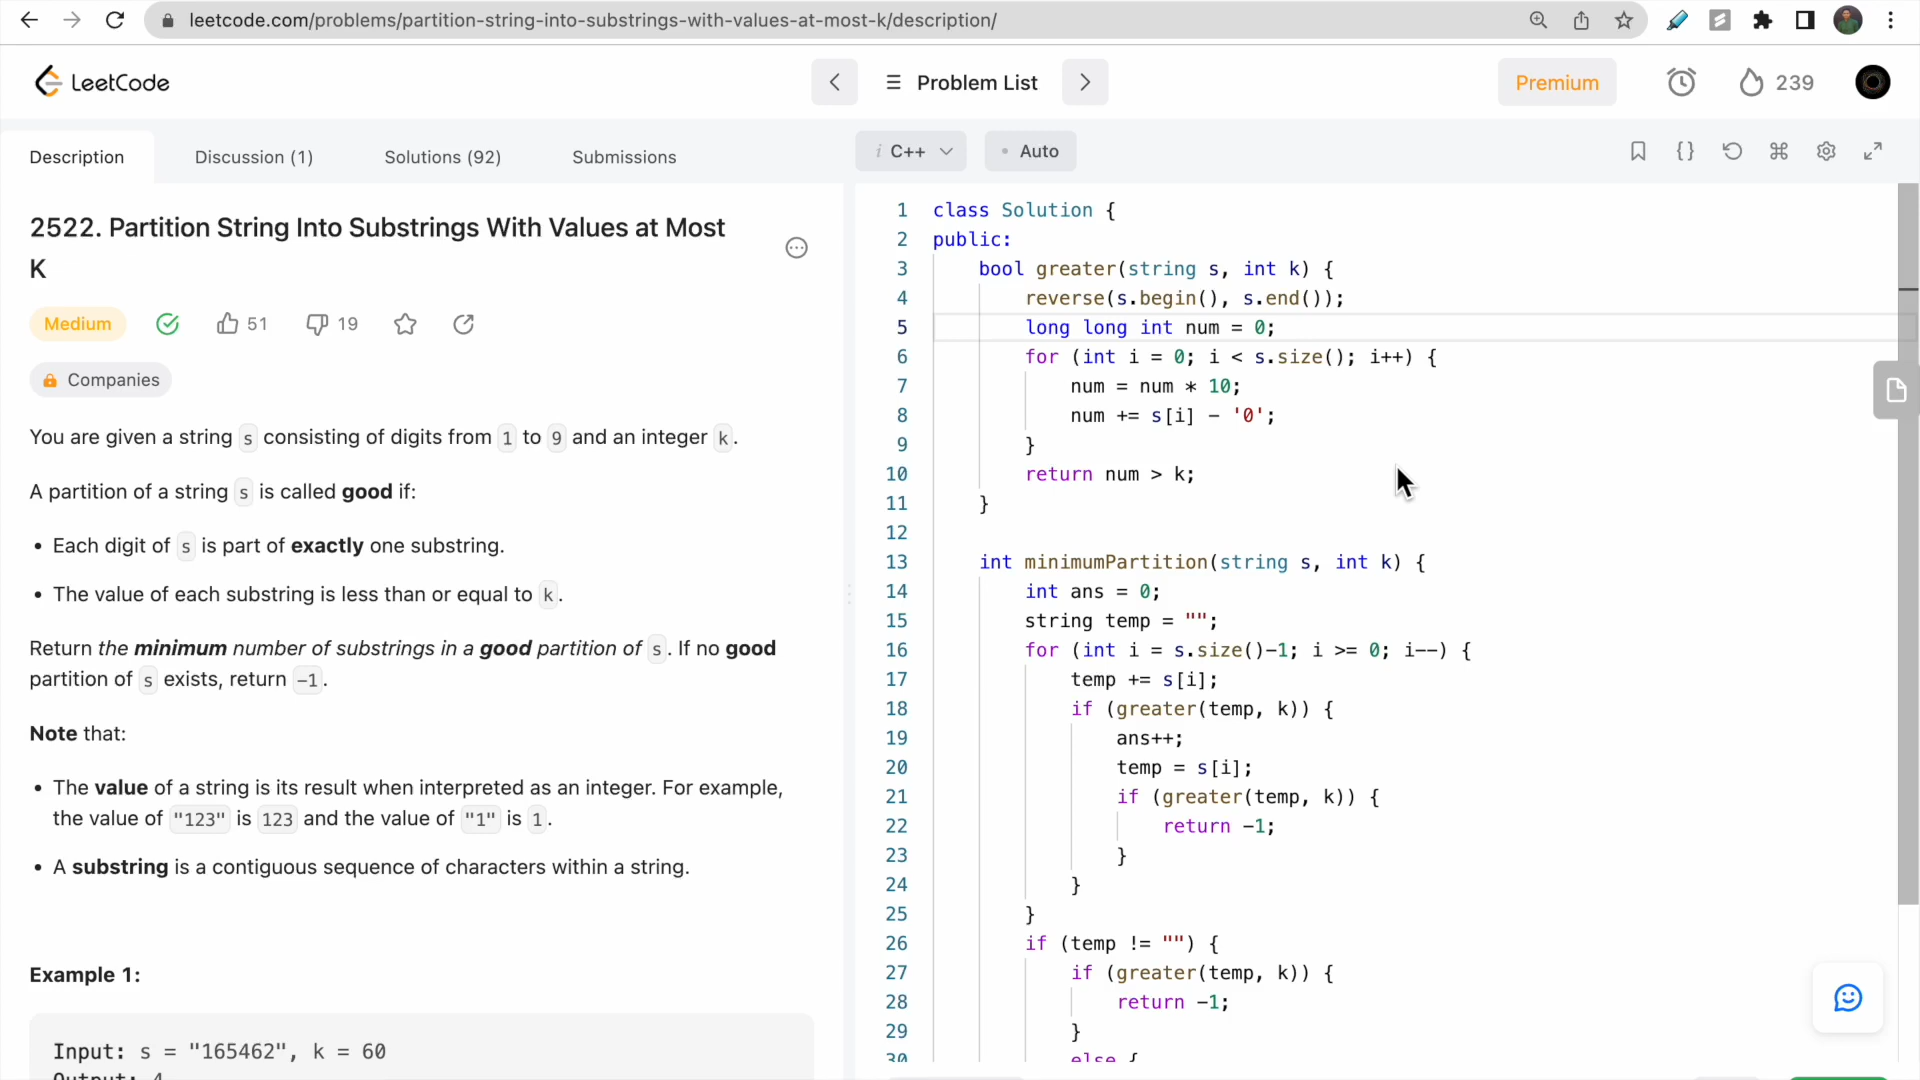 leetcode.com/problems/partition-string-into-substrings-with-values-at-most-k/description/
LeetCode
Problem List
Premium
239
Description
Discussion (1)
Solutions (92)
Submissions
2522. Partition String Into Substrings With Values at Most
K
Medium
51
19
Companies
You are given a string s consisting of digits from 1 to 9 and an integer k.
A partition of a string s is called good if:
• Each digit of s is part of exactly one substring.
• The value of each substring is less than or equal to k.
Return the minimum number of substrings in a good partition of s. If no good
partition of s exists, return -1.
Note that:
• The value of a string is its result when interpreted as an integer. For example,
the value of "123" is 123 and the value of "1" is 1.
• A substring is a contiguous sequence of characters within a string.
Example 1:
Input: s = "165462", k = 60
Output: 4
i C++
• Auto
{}
1 class Solution {
2 public:
3 bool greater(string s, int k) {
4 reverse(s.begin(), s.end());
5 long long int num = 0;
6 for (int i = 0; i < s.size(); i++) {
7 num = num * 10;
8 num += s[i] - '0';
9 }
10 return num > k;
11 }
12
13 int minimumPartition(string s, int k) {
14 int ans = 0;
15 string temp = "";
16 for (int i = s.size()-1; i >= 0; i--) {
17 temp += s[i];
18 if (greater(temp, k)) {
19 ans++;
20 temp = s[i];
21 if (greater(temp, k)) {
22 return -1;
23 }
24 }
25 }
26 if (temp != "") {
27 if (greater(temp, k)) {
28 return -1;
29 }
30 else {